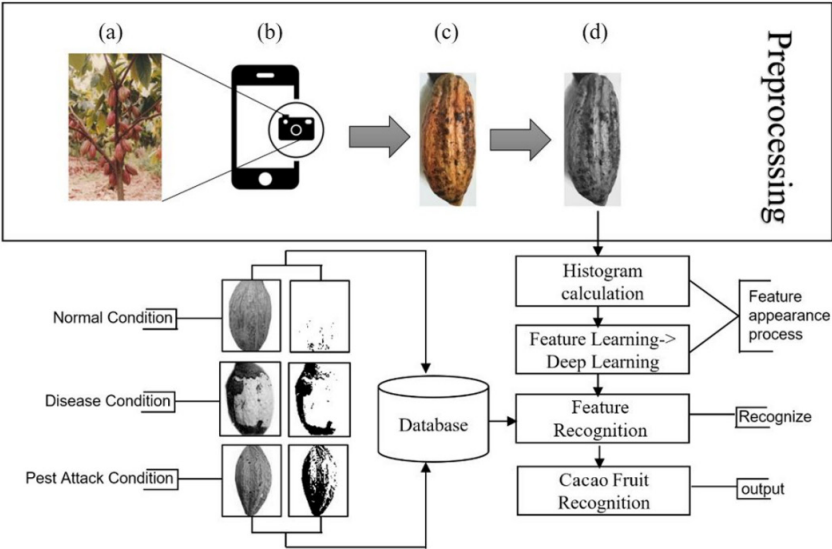 (a)
(b)
(c)
(d)
Preprocessing
Histogram
calculation
Feature
appearance
process
Normal Condition
Feature Learning->
Deep Learning
Disease Condition
Database
Feature
Recognition
Recognize
Pest Attack Condition
Cacao Fruit
Recognition
output